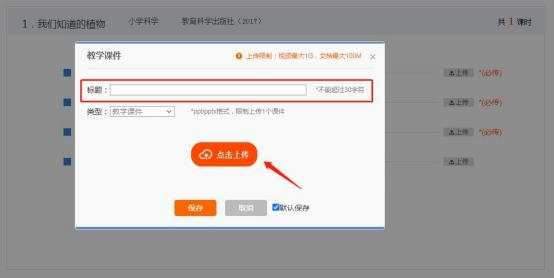 1．我们知道的植物 小学科学 教育科学出版社（2017） 共 1 课时
教学课件 上传限制：视频最大1G，文档最大100M ×
标题： *不能超过30字符
上传 *(必传)
类型： 教学课件 *ppt/pptx格式，限制上传1个课件
上传 *(必传)
点击上传
上传 *(必传)
上传
保存 取消 默认保存